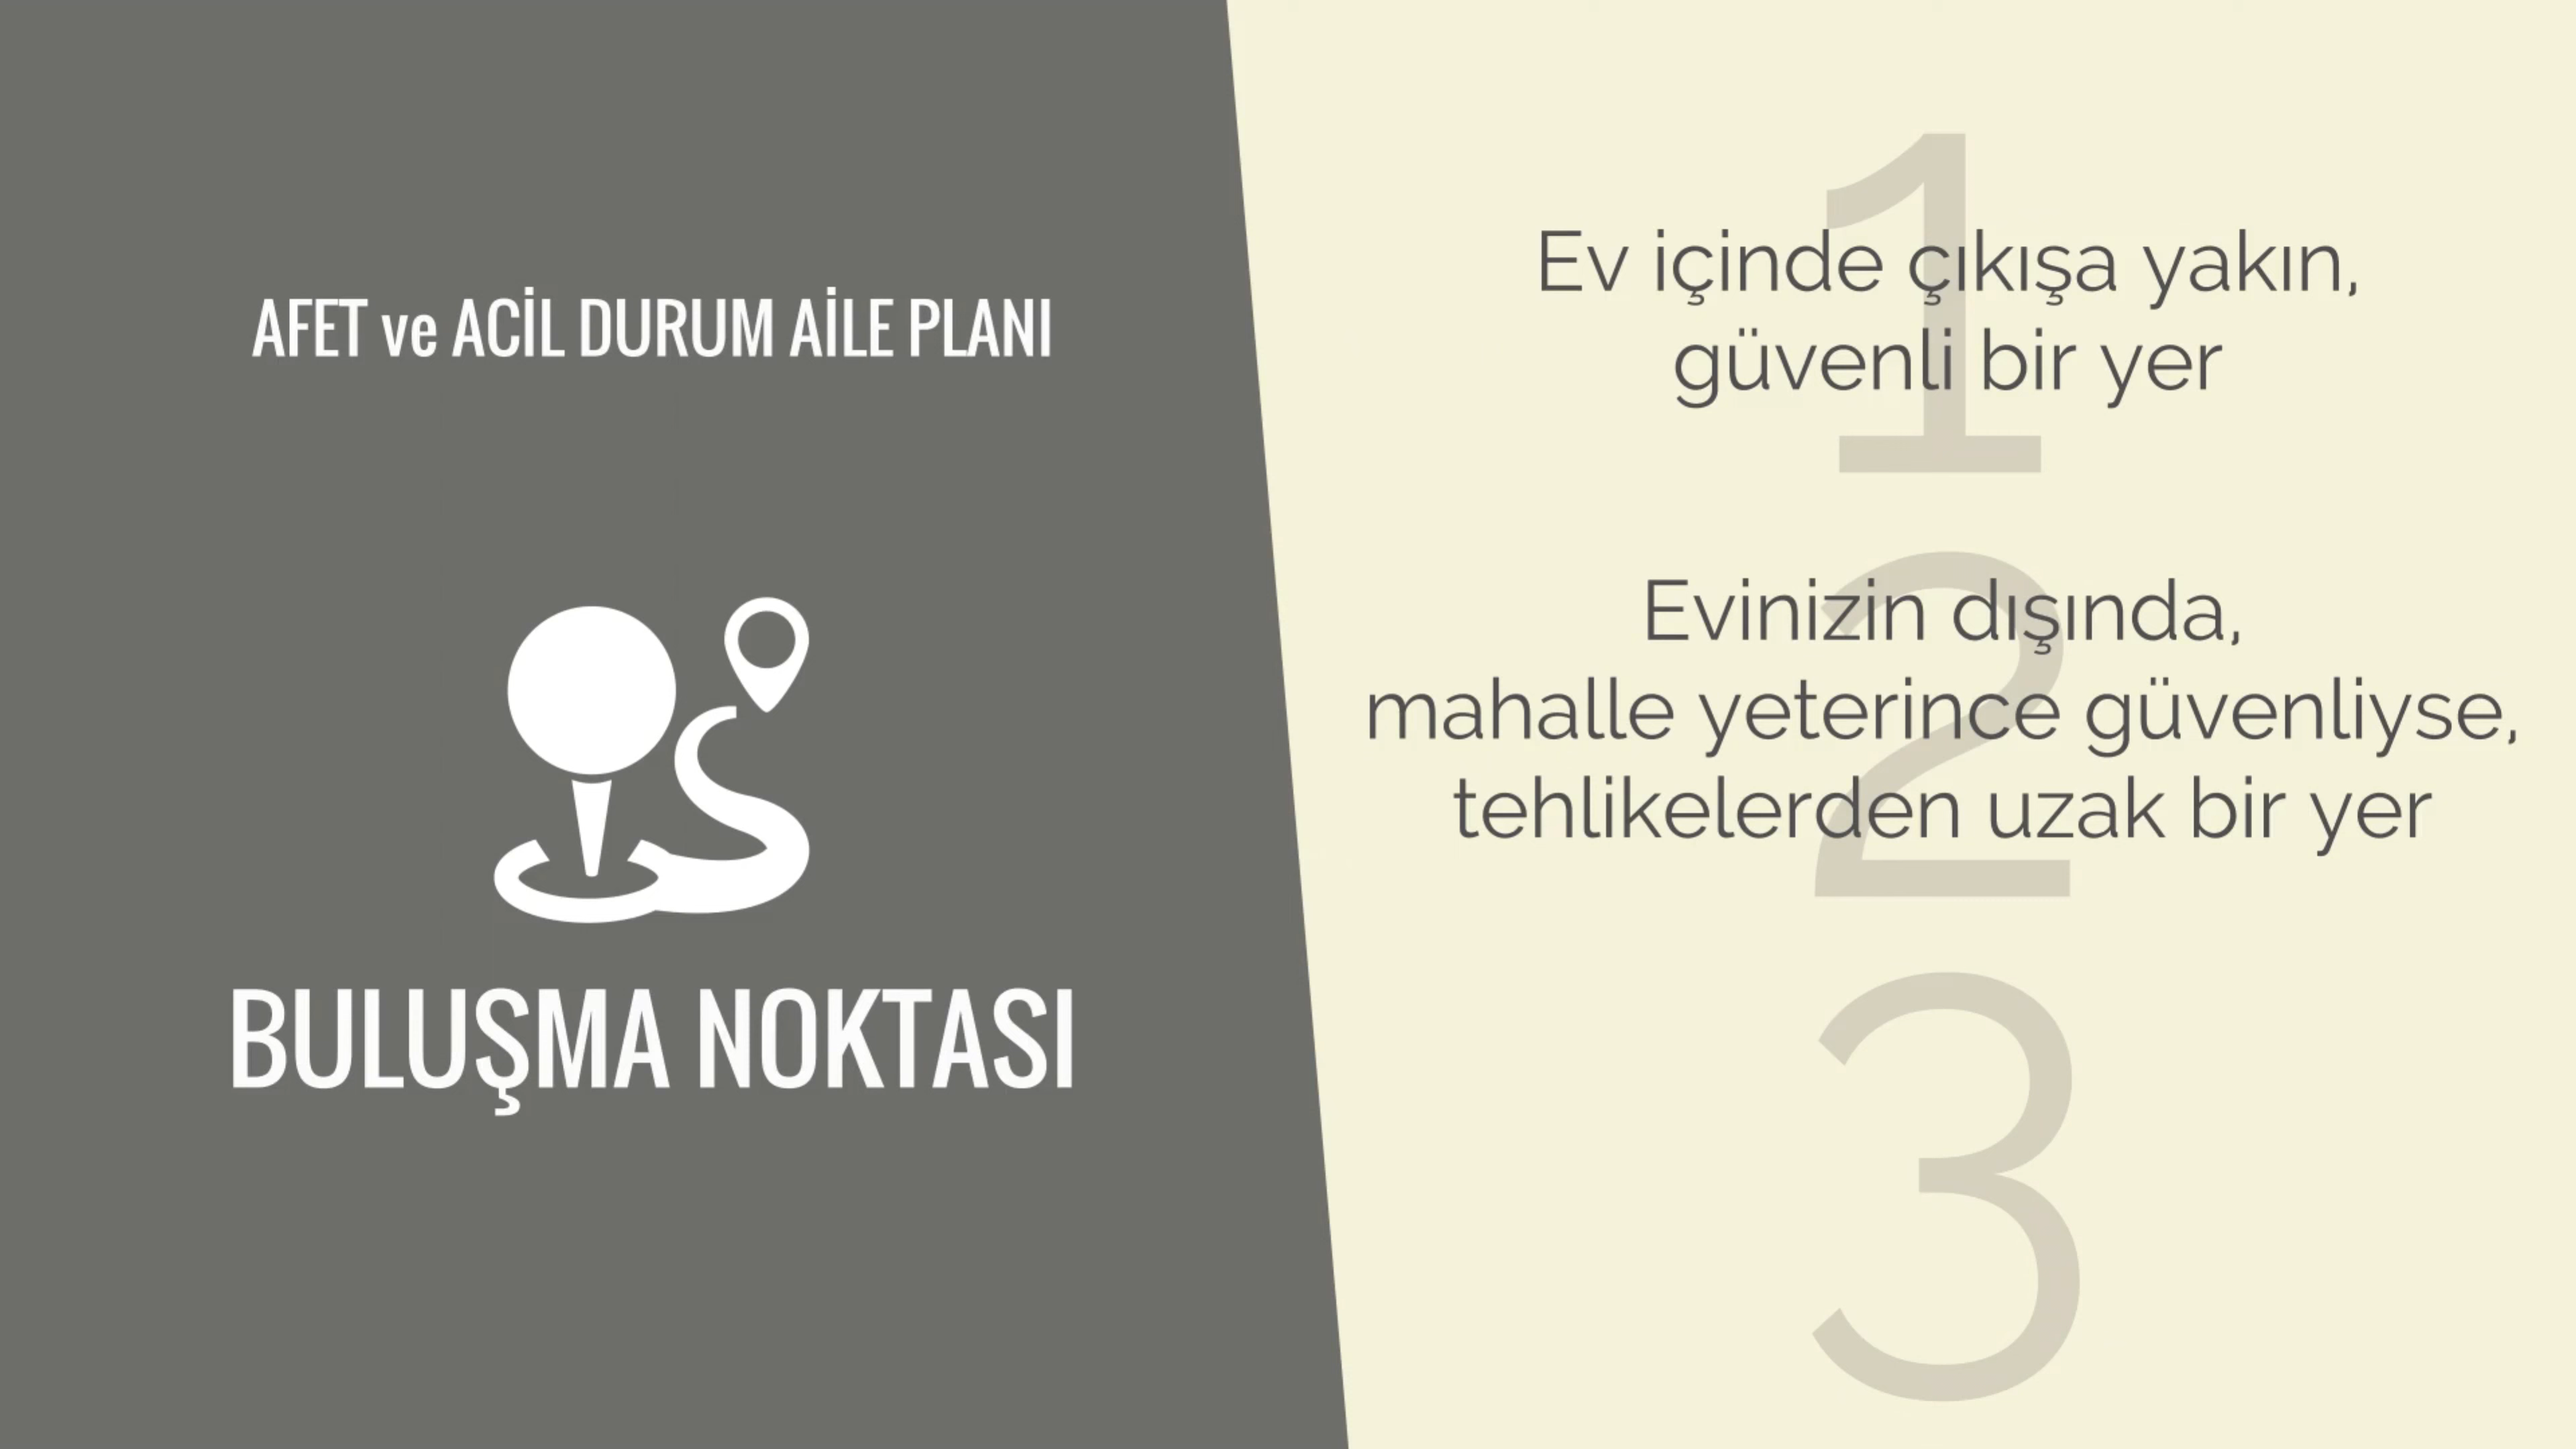 AFET ve ACİL DURUM AİLE PLANI
BULUŞMA NOKTASI
1
Ev içinde çıkışa yakın,
güvenli bir yer
2
Evinizin dışında,
mahalle yeterince güvenliyse,
tehlikelerden uzak bir yer
3